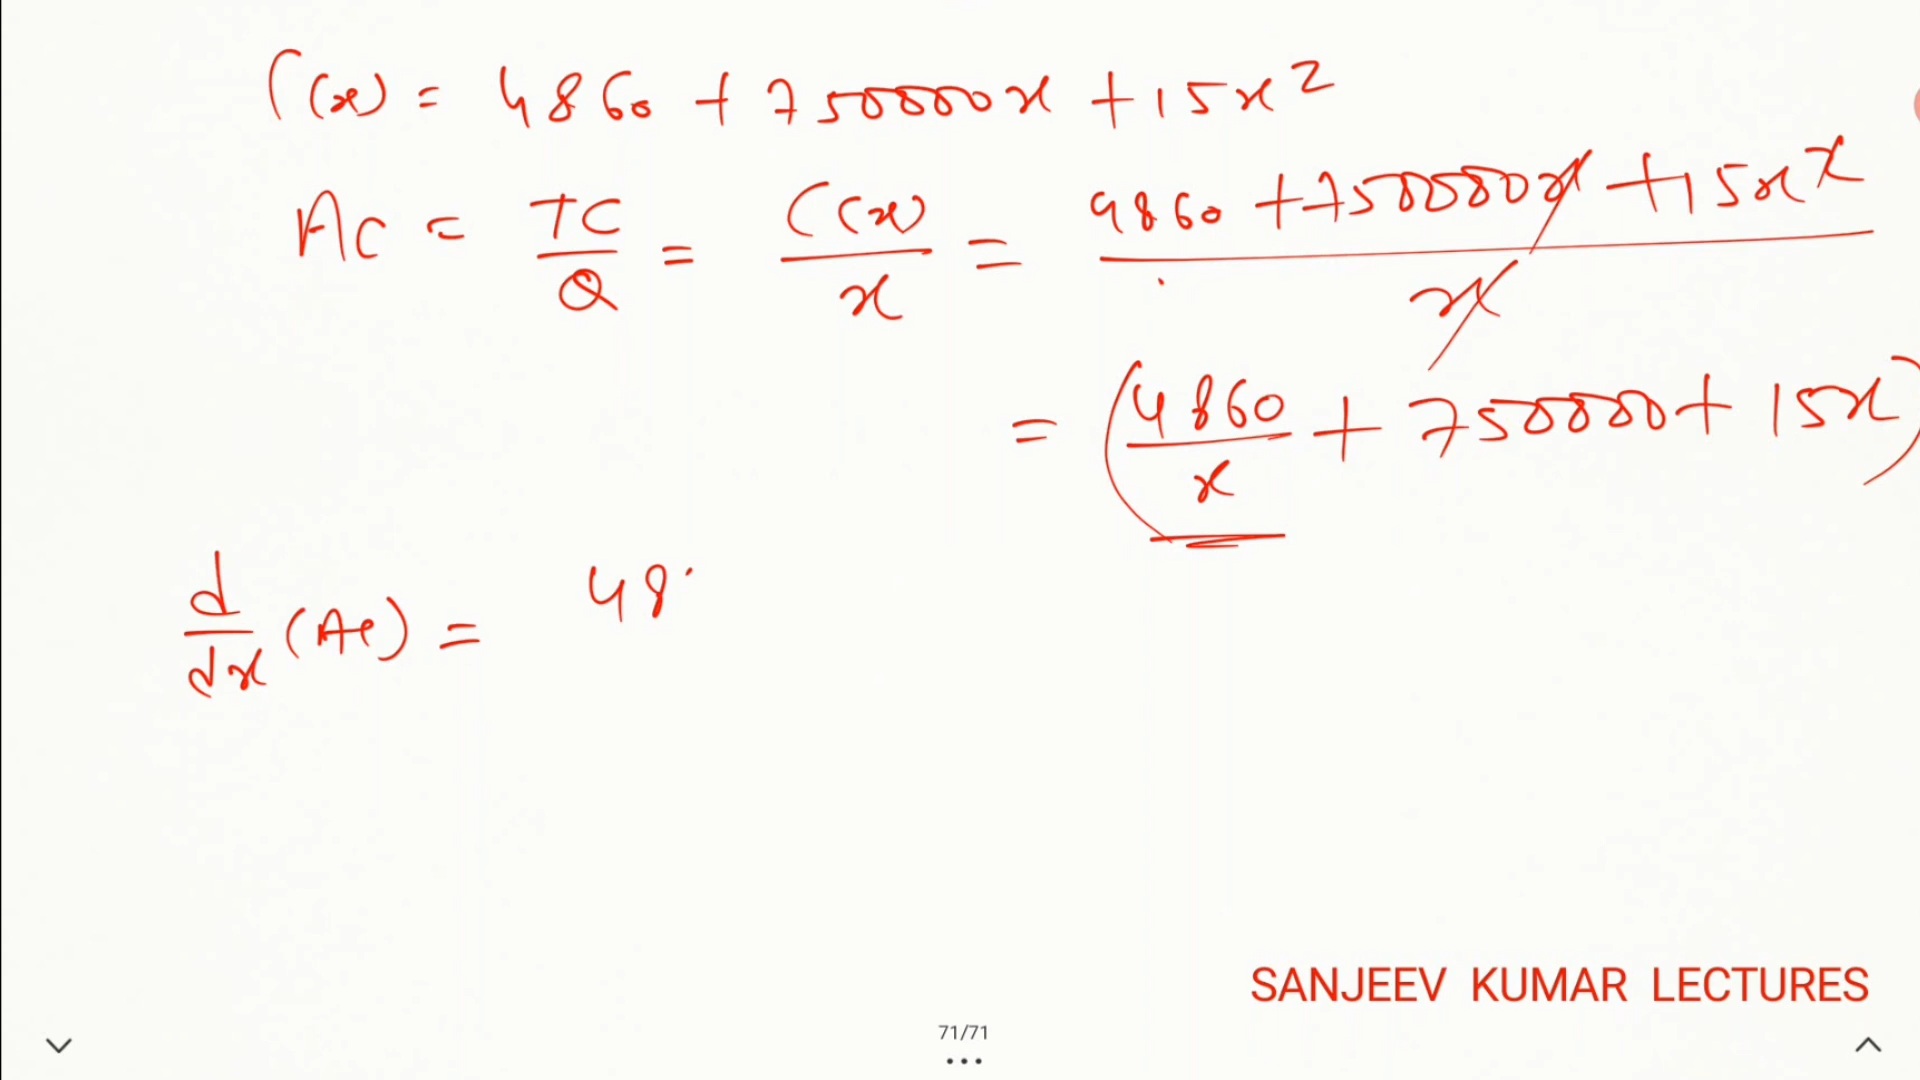 C(x) = 4860 + 750000x + 15x²
AC = TC/Q = C(x)/x = 4860 + 750000x + 15x²/x
= (4860/x + 750000 + 15x)
d/dx (AC) = 48
SANJEEV KUMAR LECTURES
71/71